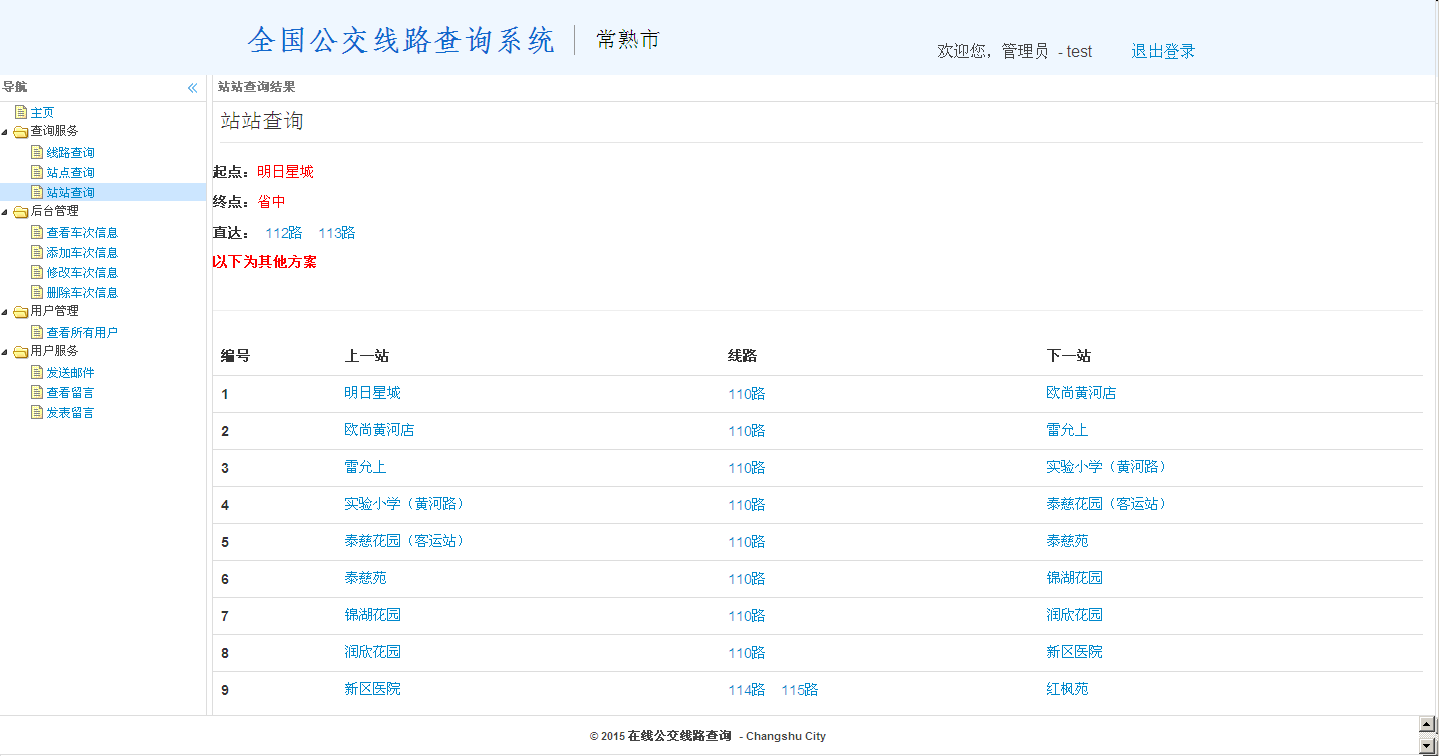 全国公交线路查询系统 常熟市
欢迎您，管理员 - test 退出登录
导航
主页
查询服务
线路查询
站点查询
站站查询
后台管理
查看车次信息
添加车次信息
修改车次信息
删除车次信息
用户管理
查看所有用户
用户服务
发送邮件
查看留言
发表留言
站站查询结果
站站查询
起点：明日星城
终点：省中
直达： 112路 113路
以下为其他方案
编号 上一站 线路 下一站
1 明日星城 110路 欧尚黄河店
2 欧尚黄河店 110路 雷允上
3 雷允上 110路 实验小学（黄河路）
4 实验小学（黄河路） 110路 泰慈花园（客运站）
5 泰慈花园（客运站） 110路 泰慈苑
6 泰慈苑 110路 锦湖花园
7 锦湖花园 110路 润欣花园
8 润欣花园 110路 新区医院
9 新区医院 114路 115路 红枫苑
© 2015 在线公交线路查询 - Changshu City